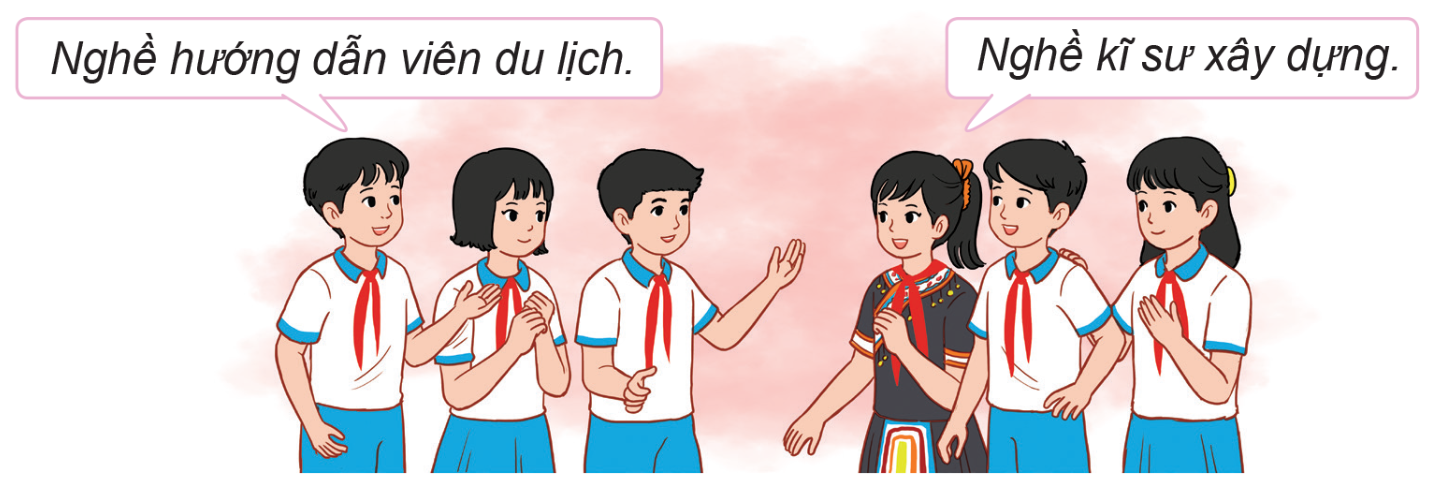 Nghề hướng dẫn viên du lịch.
Nghề kĩ sư xây dựng.